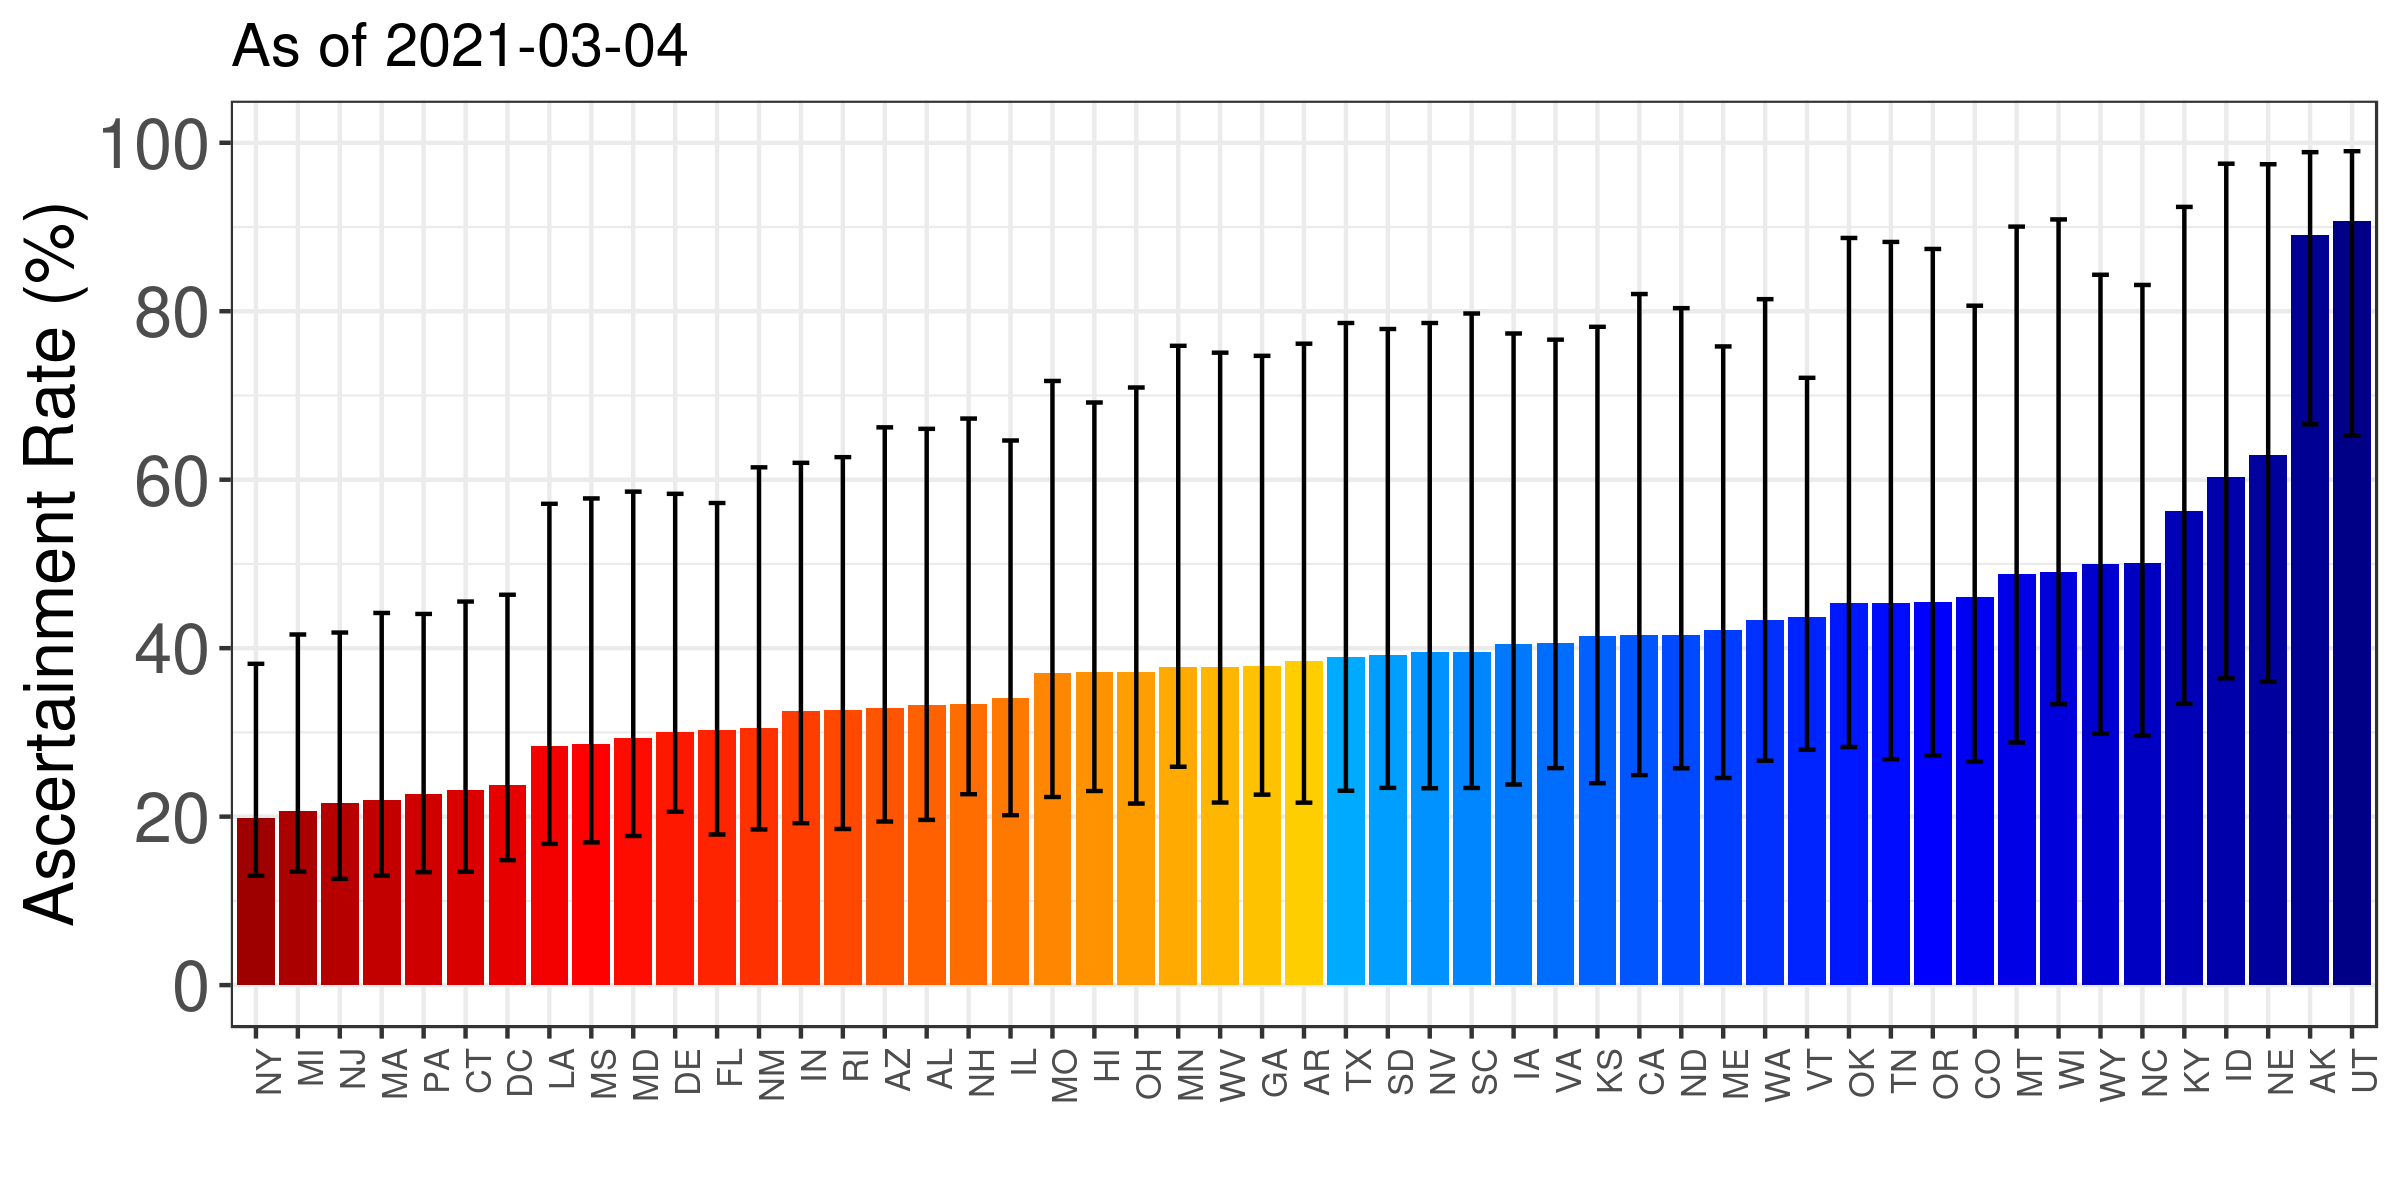 As of 2021-03-04
Ascertainment Rate (%)
100
80
60
40
20
0
NY MI NJ MA PA CT DC LA MS MD DE FL NM IN RI AZ AL NH IL MO HI OH MN WV GA AR TX SD NV SC IA VA KS CA ND ME WA VT OK TN OR CO MT WI WY NC KY ID NE AK UT